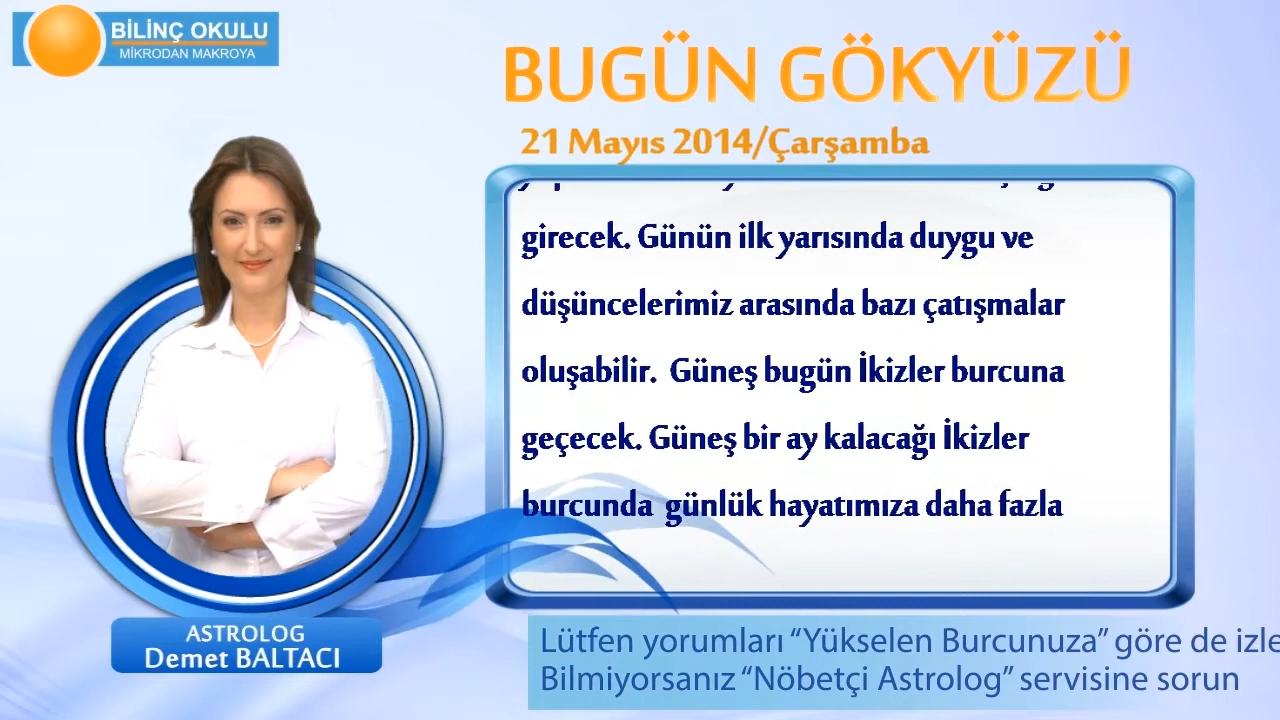 BİLİNÇ OKULU
MİKRODAN MAKROYA
BUGÜN GÖKYÜZÜ
21 Mayıs 2014/Çarşamba
girecek. Günün ilk yarısında duygu ve
düşüncelerimiz arasında bazı çatışmalar
oluşabilir. Güneş bugün İkizler burcuna
geçecek. Güneş bir ay kalacağı İkizler
burcunda günlük hayatımıza daha fazla
ASTROLOG
Demet BALTACI
Lütfen yorumları “Yükselen Burcunuza” göre de izle
Bilmiyorsanız “Nöbetçi Astrolog” servisine sorun